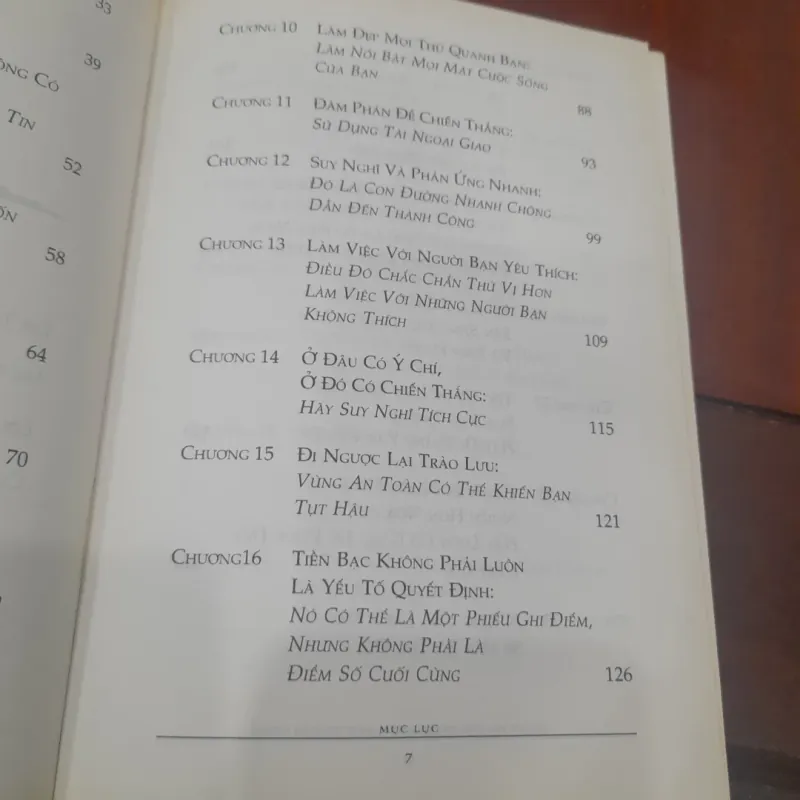 33
39
ÔNG CÓ
TIN
52
ỐN
58
64
70
CHƯƠNG 10 LÀM ĐẸP MỌI THỨ QUANH BẠN:
LÀM NỔI BẬT MỌI MẶT CUỘC SỐNG
CỦA BẠN 88
CHƯƠNG 11 ĐÀM PHÁN ĐỂ CHIẾN THẮNG:
SỬ DỤNG TÀI NGOẠI GIAO 93
CHƯƠNG 12 SUY NGHĨ VÀ PHẢN ỨNG NHANH:
ĐÓ LÀ CON ĐƯỜNG NHANH CHÓNG
DẪN ĐẾN THÀNH CÔNG 99
CHƯƠNG 13 LÀM VIỆC VỚI NGƯỜI BẠN YÊU THÍCH:
ĐIỀU ĐÓ CHẮC CHẮN THÚ VỊ HƠN
LÀM VIỆC VỚI NHỮNG NGƯỜI BẠN
KHÔNG THÍCH 109
CHƯƠNG 14 Ở ĐÂU CÓ Ý CHÍ,
Ở ĐÓ CÓ CHIẾN THẮNG:
HÃY SUY NGHĨ TÍCH CỰC 115
CHƯƠNG 15 ĐI NGƯỢC LẠI TRÀO LƯU:
VÙNG AN TOÀN CÓ THỂ KHIẾN BẠN
TỤT HẬU 121
CHƯƠNG16 TIỀN BẠC KHÔNG PHẢI LUÔN
LÀ YẾU TỐ QUYẾT ĐỊNH:
NÓ CÓ THỂ LÀ MỘT PHIẾU GHI ĐIỂM,
NHƯNG KHÔNG PHẢI LÀ
ĐIỂM SỐ CUỐI CÙNG 126
MỤC LỤC
7